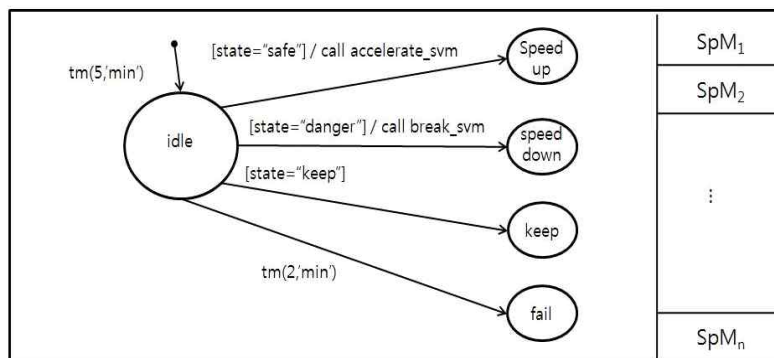 [state="safe"] / call accelerate_svm
Speed
up
SpM1
tm(5,'min')
SpM2
idle
[state="danger"] / call break_svm
speed
down
[state="keep"]
⋮
keep
tm(2,'min')
fail
SpMn